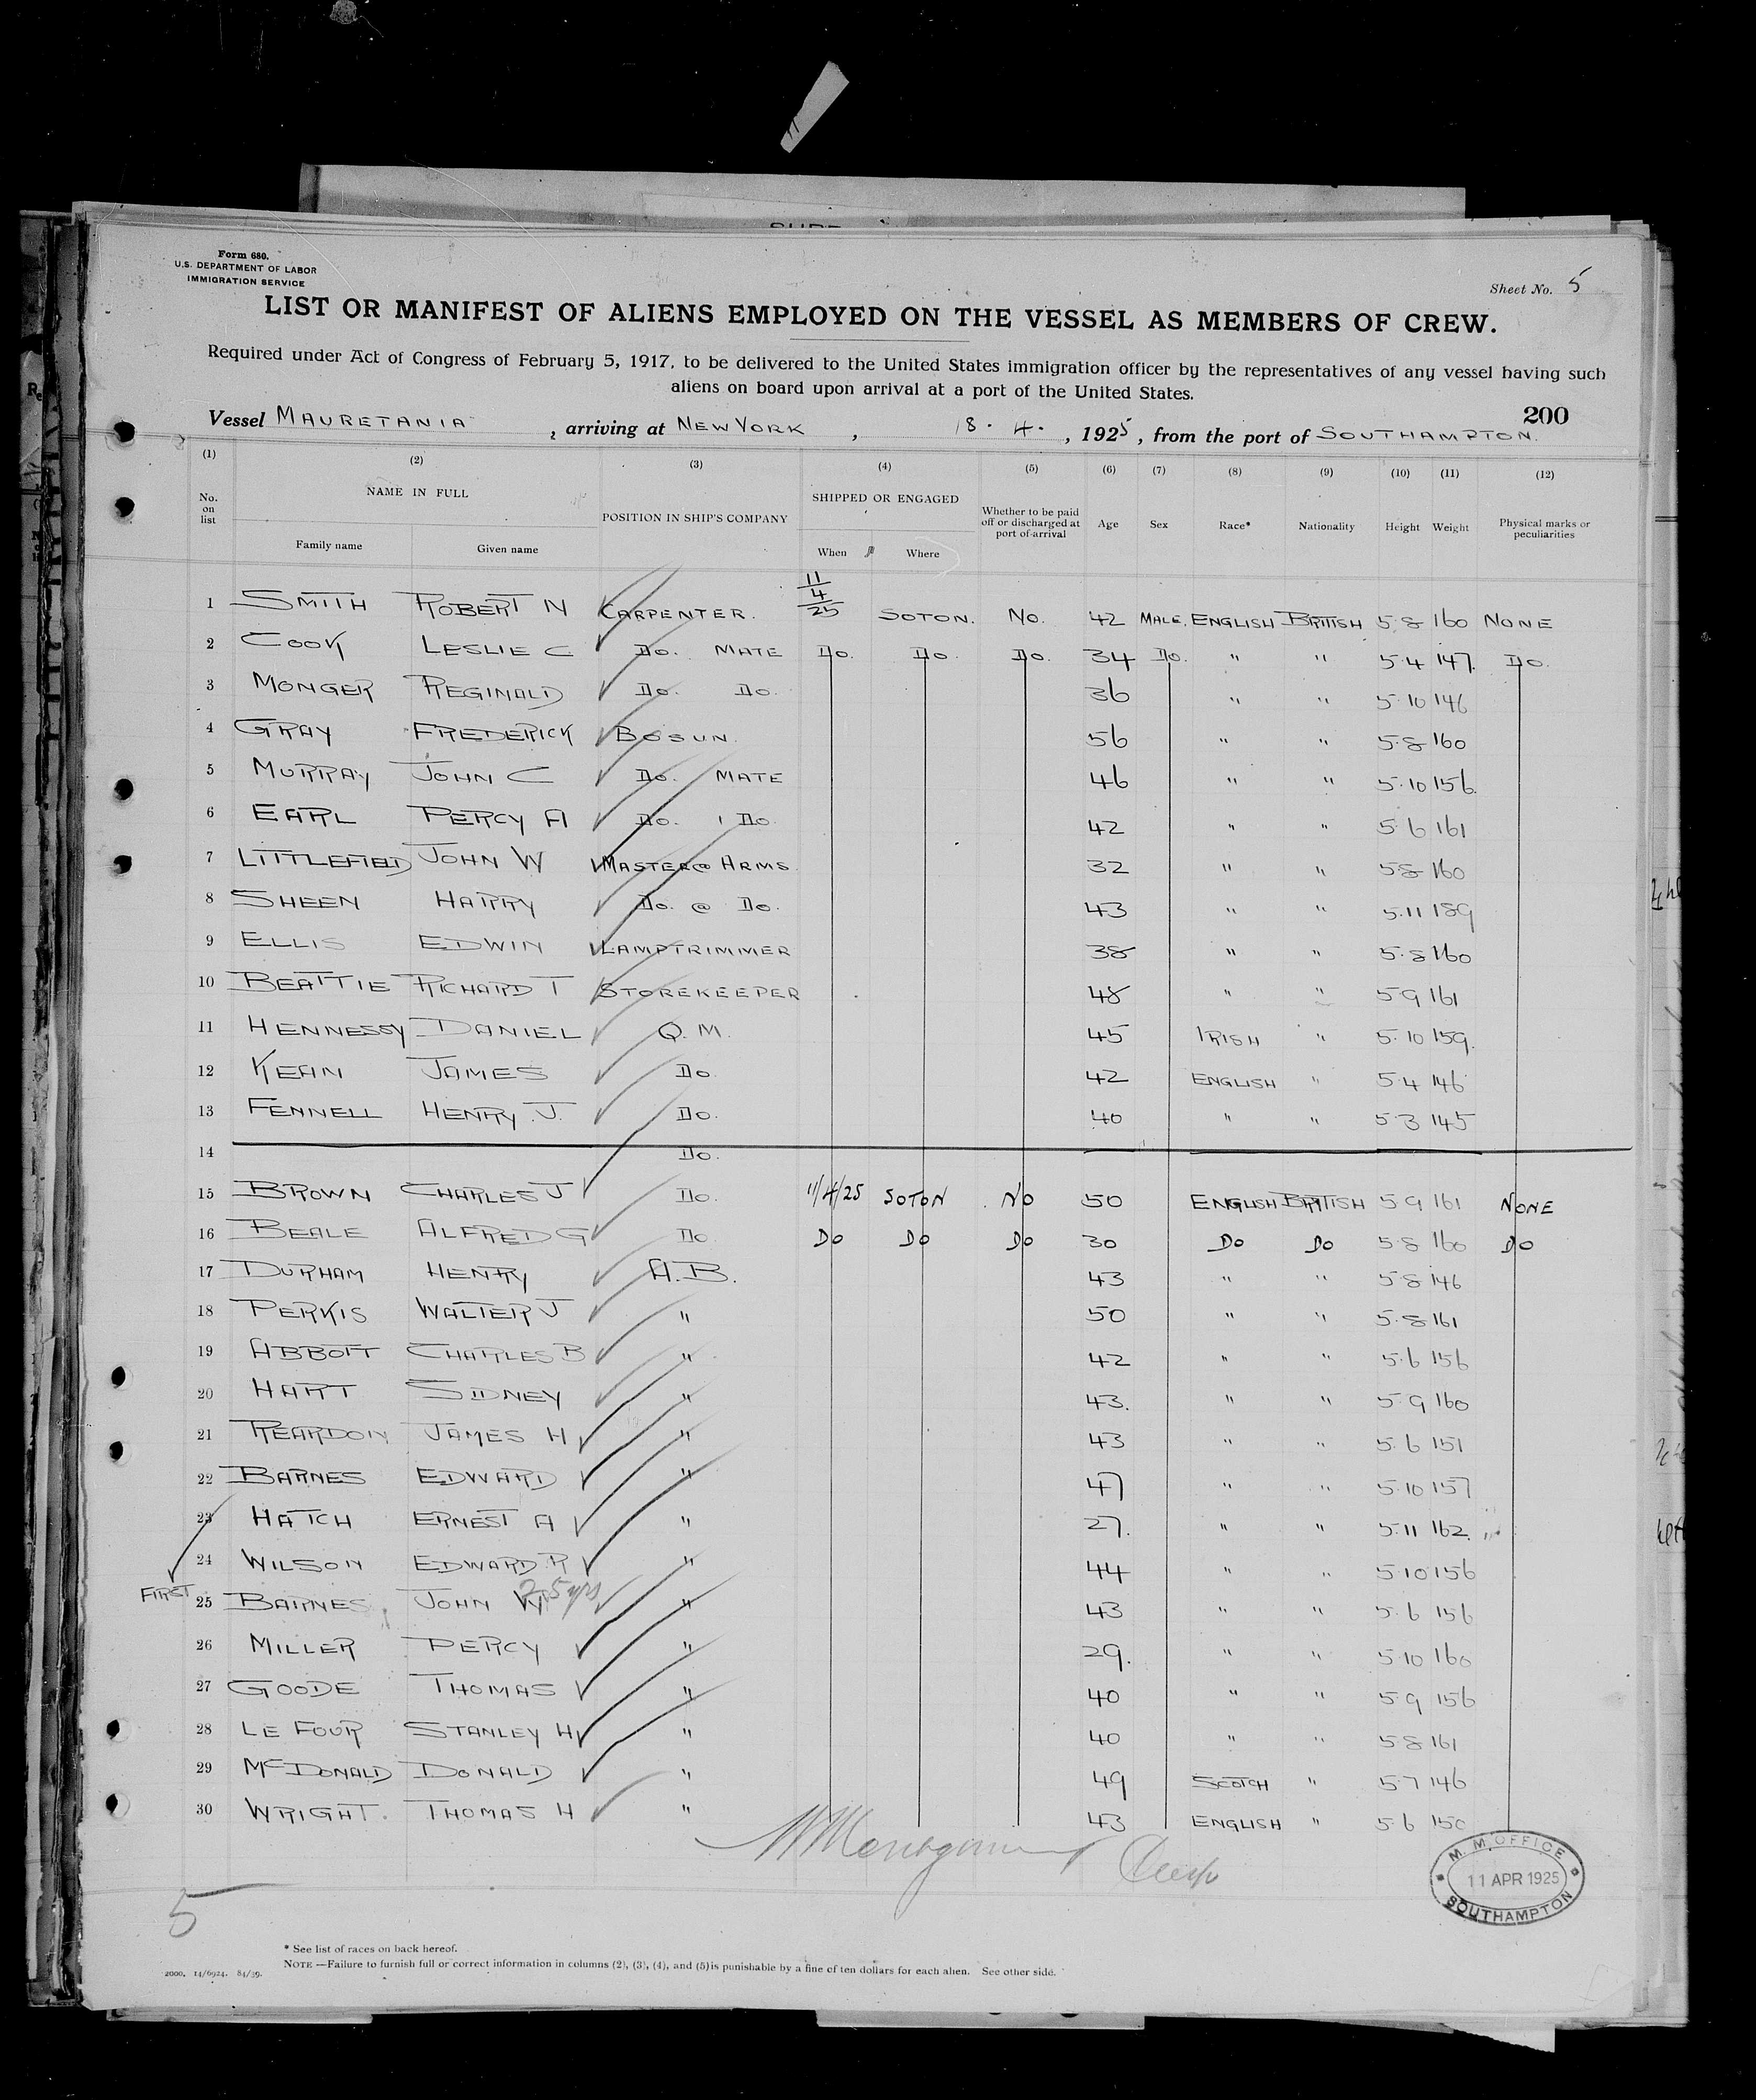 Form 680.
U.S. DEPARTMENT OF LABOR
IMMIGRATION SERVICE
Sheet No. 5
LIST OR MANIFEST OF ALIENS EMPLOYED ON THE VESSEL AS MEMBERS OF CREW.
Required under Act of Congress of February 5, 1917, to be delivered to the United States immigration officer by the representatives of any vessel having such
aliens on board upon arrival at a port of the United States.
200
Vessel MAURETANIA, arriving at NEW YORK, 18.4., 1925, from the port of SOUTHAMPTON.
(1) (2) (3) (4) (5) (6) (7) (8) (9) (10) (11) (12)
No. on list NAME IN FULL Family name Given name POSITION IN SHIP'S COMPANY SHIPPED OR ENGAGED When Where Whether to be paid off or discharged at port of arrival Age Sex Race* Nationality Height Weight Physical marks or peculiarities
1 SMITH ROBERT N CARPENTER. 11/4/25 SOTON. NO. 42 MALE. ENGLISH BRITISH 5.8 160 NONE
2 COOK LESLIE C DO. MATE DO. DO. DO. 34 DO. " " 5.4 147 DO.
3 MONGER REGINALD DO. DO. 36 " " 5.10 146
4 GRAY FREDERICK BOSUN. 56 " " 5.8 160
5 MURRAY JOHN C DO. MATE 46 " " 5.10 156
6 EARL PERCY A DO. DO. 42 " " 5.6 161
7 LITTLEFIELD JOHN W MASTER @ ARMS 32 " " 5.8 160
8 SHEEN HARRY DO. @ DO. 43 " " 5.11 189
9 ELLIS EDWIN LAMPTRIMMER 38 " " 5.8 160
10 BEATTIE RICHARD T STOREKEEPER 48 " " 5.9 161
11 HENNESSY DANIEL Q.M. 45 IRISH " 5.10 159.
12 KEAN JAMES DO 42 ENGLISH " 5.4 146
13 FENNELL HENRY.J. DO. 40 " " 5.3 145
14 DO.
15 BROWN CHARLES J DO. 11/4/25 SOTON NO 50 ENGLISH BRITISH 5.9 161 NONE
16 BEALE ALFRED G DO. DO DO DO 30 DO DO 5.8 160 DO
17 DURHAM HENRY A.B. 43 " " 5.8 146
18 PERKIS WALTER J " 50 " " 5.8 161
19 ABBOTT CHARLES B " 42 " " 5.6 156
20 HART SIDNEY " 43. " " 5.9 160
21 REARDON JAMES H " 43 " " 5.6 151
22 BARNES EDWARD " 47 " " 5.10 157
23 HATCH ERNEST A " 27. " " 5.11 162 "
24 WILSON EDWARD.R " 44 " " 5.10 156
2.5 yrs
FIRST 25 BAIRNES JOHN W " 43 " " 5.6 156
26 MILLER PERCY " 29. " " 5.10 160
27 GOODE THOMAS " 40 " " 5.9 156
28 LE FOUR STANLEY H " 40 " " 5.8 161
29 McDONALD DONALD " 49 SCOTCH " 5.7 146
30 WRIGHT. THOMAS H " 43 ENGLISH " 5.6 150
M.M. OFFICE
11 APR 1925
SOUTHAMPTON
5
* See list of races on back hereof.
NOTE —Failure to furnish full or correct information in columns (2), (3), (4), and (5) is punishable by a fine of ten dollars for each alien. See other side.
2000. 14/6924. 84/39.